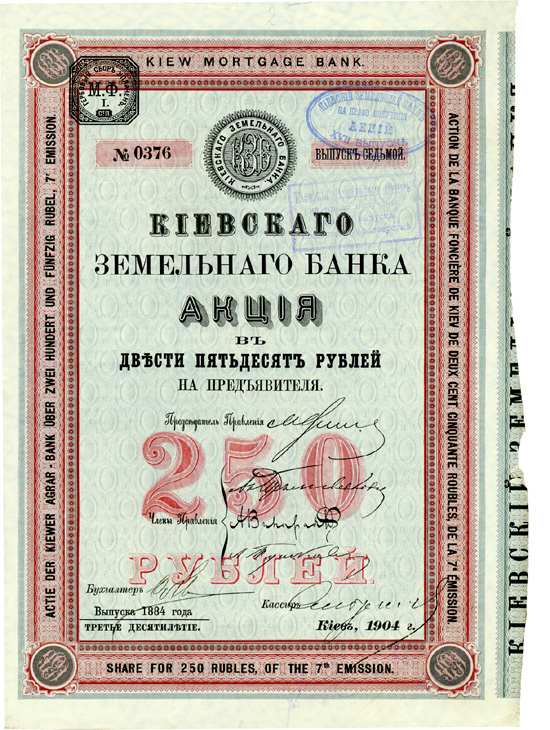 KIEW MORTGAGE BANK.
М.Ф.
I.
№ 0376
КІЕВСКАГО ЗЕМЕЛЬНАГО БАНКА
ВЫПУСКЪ СЕДЬМОЙ.
КІЕВСКАГО
ЗЕМЕЛЬНАГО БАНКА
АКЦІЯ
ВЪ
ДВѢСТИ ПЯТЬДЕСЯТЪ РУБЛЕЙ
НА ПРЕДЪЯВИТЕЛЯ.
Предсѣдатель Правленія
250
Члены Правленія
РУБЛЕЙ.
Бухгалтеръ
Кассиръ
Выпуска 1884 года
ТРЕТЬЕ ДЕСЯТИЛѢТІЕ.
Кіевъ, 1904 г.
SHARE FOR 250 RUBLES, OF THE 7th EMISSION.
ACTIE DER KIEWER AGRAR-BANK ÜBER ZWEI HUNDERT UND FÜNFZIG RUBEL, 7r EMISSION.
ACTION DE LA BANQUE FONCIÈRE DE KIEV DE DEUX CENT CINQUANTE ROUBLES, DE LA 7e ÉMISSION.
КІЕВСКІЙ ЗЕМЕЛ